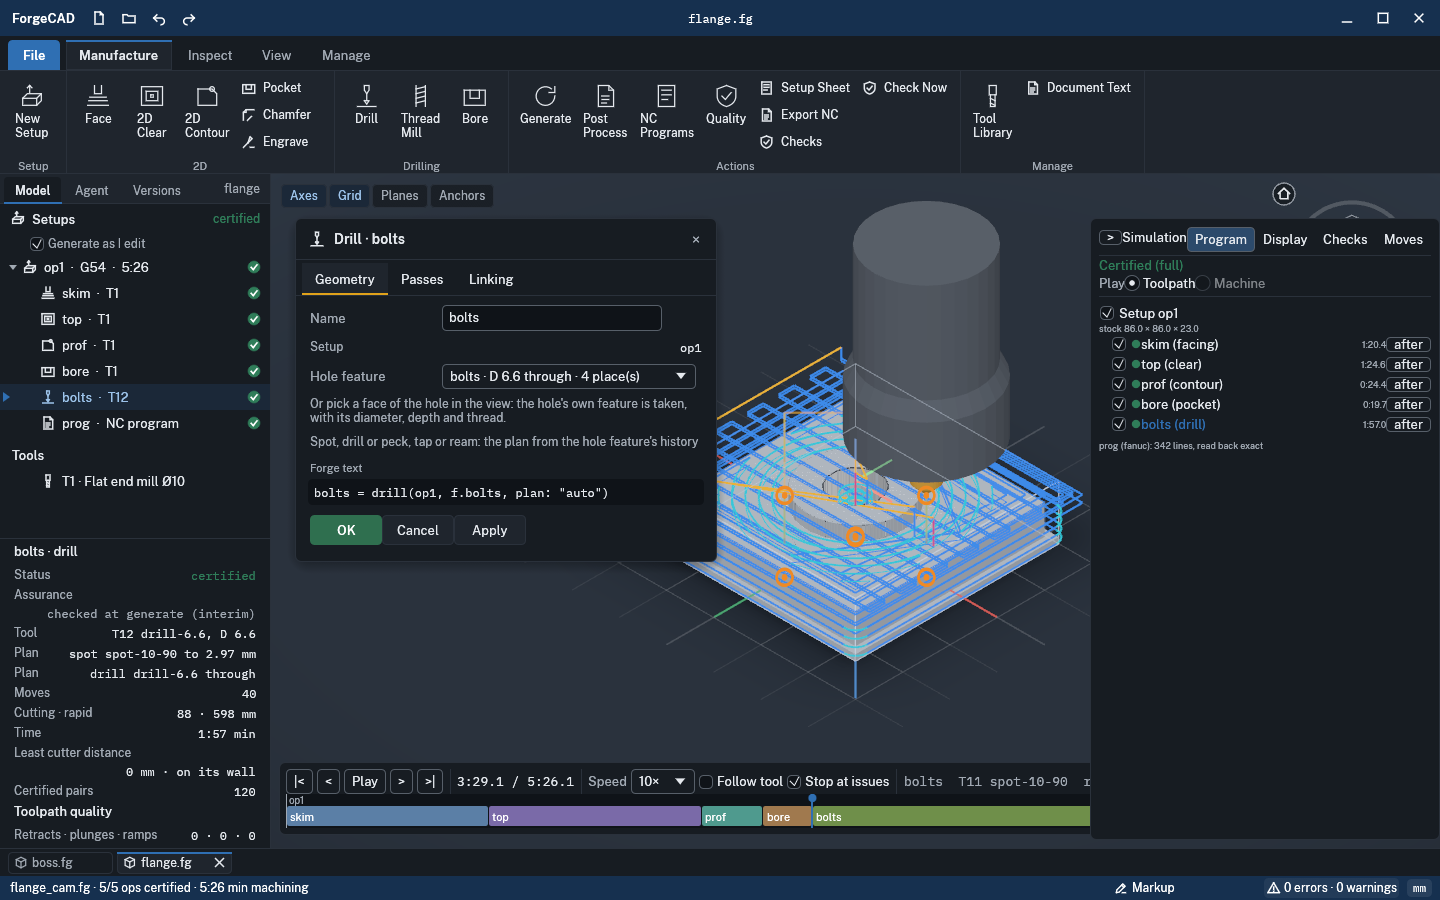 ForgeCAD
flange.fg
File Manufacture Inspect View Manage
New Setup
Face
2D Clear
2D Contour
Pocket
Chamfer
Engrave
Drill
Thread Mill
Bore
Generate
Post Process
NC Programs
Quality
Setup Sheet
Export NC
Checks
Check Now
Tool Library
Document Text
Setup
2D
Drilling
Actions
Manage
Model Agent Versions flange
Setups certified
Generate as I edit
op1 · G54 · 5:26
skim · T1
top · T1
prof · T1
bore · T1
bolts · T12
prog · NC program
Tools
T1 · Flat end mill Ø10
bolts · drill
Status certified
Assurance
checked at generate (interim)
Tool T12 drill-6.6, D 6.6
Plan spot spot-10-90 to 2.97 mm
Plan drill drill-6.6 through
Moves 40
Cutting · rapid 88 · 598 mm
Time 1:57 min
Least cutter distance
0 mm · on its wall
Certified pairs 120
Toolpath quality
Retracts · plunges · ramps 0 · 0 · 0
Axes Grid Planes Anchors
Drill · bolts ×
Geometry Passes Linking
Name bolts
Setup op1
Hole feature bolts · D 6.6 through · 4 place(s)
Or pick a face of the hole in the view: the hole's own feature is taken,
with its diameter, depth and thread.
Spot, drill or peck, tap or ream: the plan from the hole feature's history
Forge text
bolts = drill(op1, f.bolts, plan: "auto")
OK Cancel Apply
> Simulation Program Display Checks Moves
Certified (full)
Play Toolpath Machine
Setup op1
stock 86.0 × 86.0 × 23.0
skim (facing) 1:20.4 after
top (clear) 1:24.6 after
prof (contour) 0:24.4 after
bore (pocket) 0:19.7 after
bolts (drill) 1:57.0 after
prog (fanuc): 342 lines, read back exact
|< < Play > >| 3:29.1 / 5:26.1 Speed 10× Follow tool Stop at issues bolts T11 spot-10-90 r
op1
skim top prof bore bolts
boss.fg flange.fg
flange_cam.fg · 5/5 ops certified · 5:26 min machining Markup 0 errors · 0 warnings mm